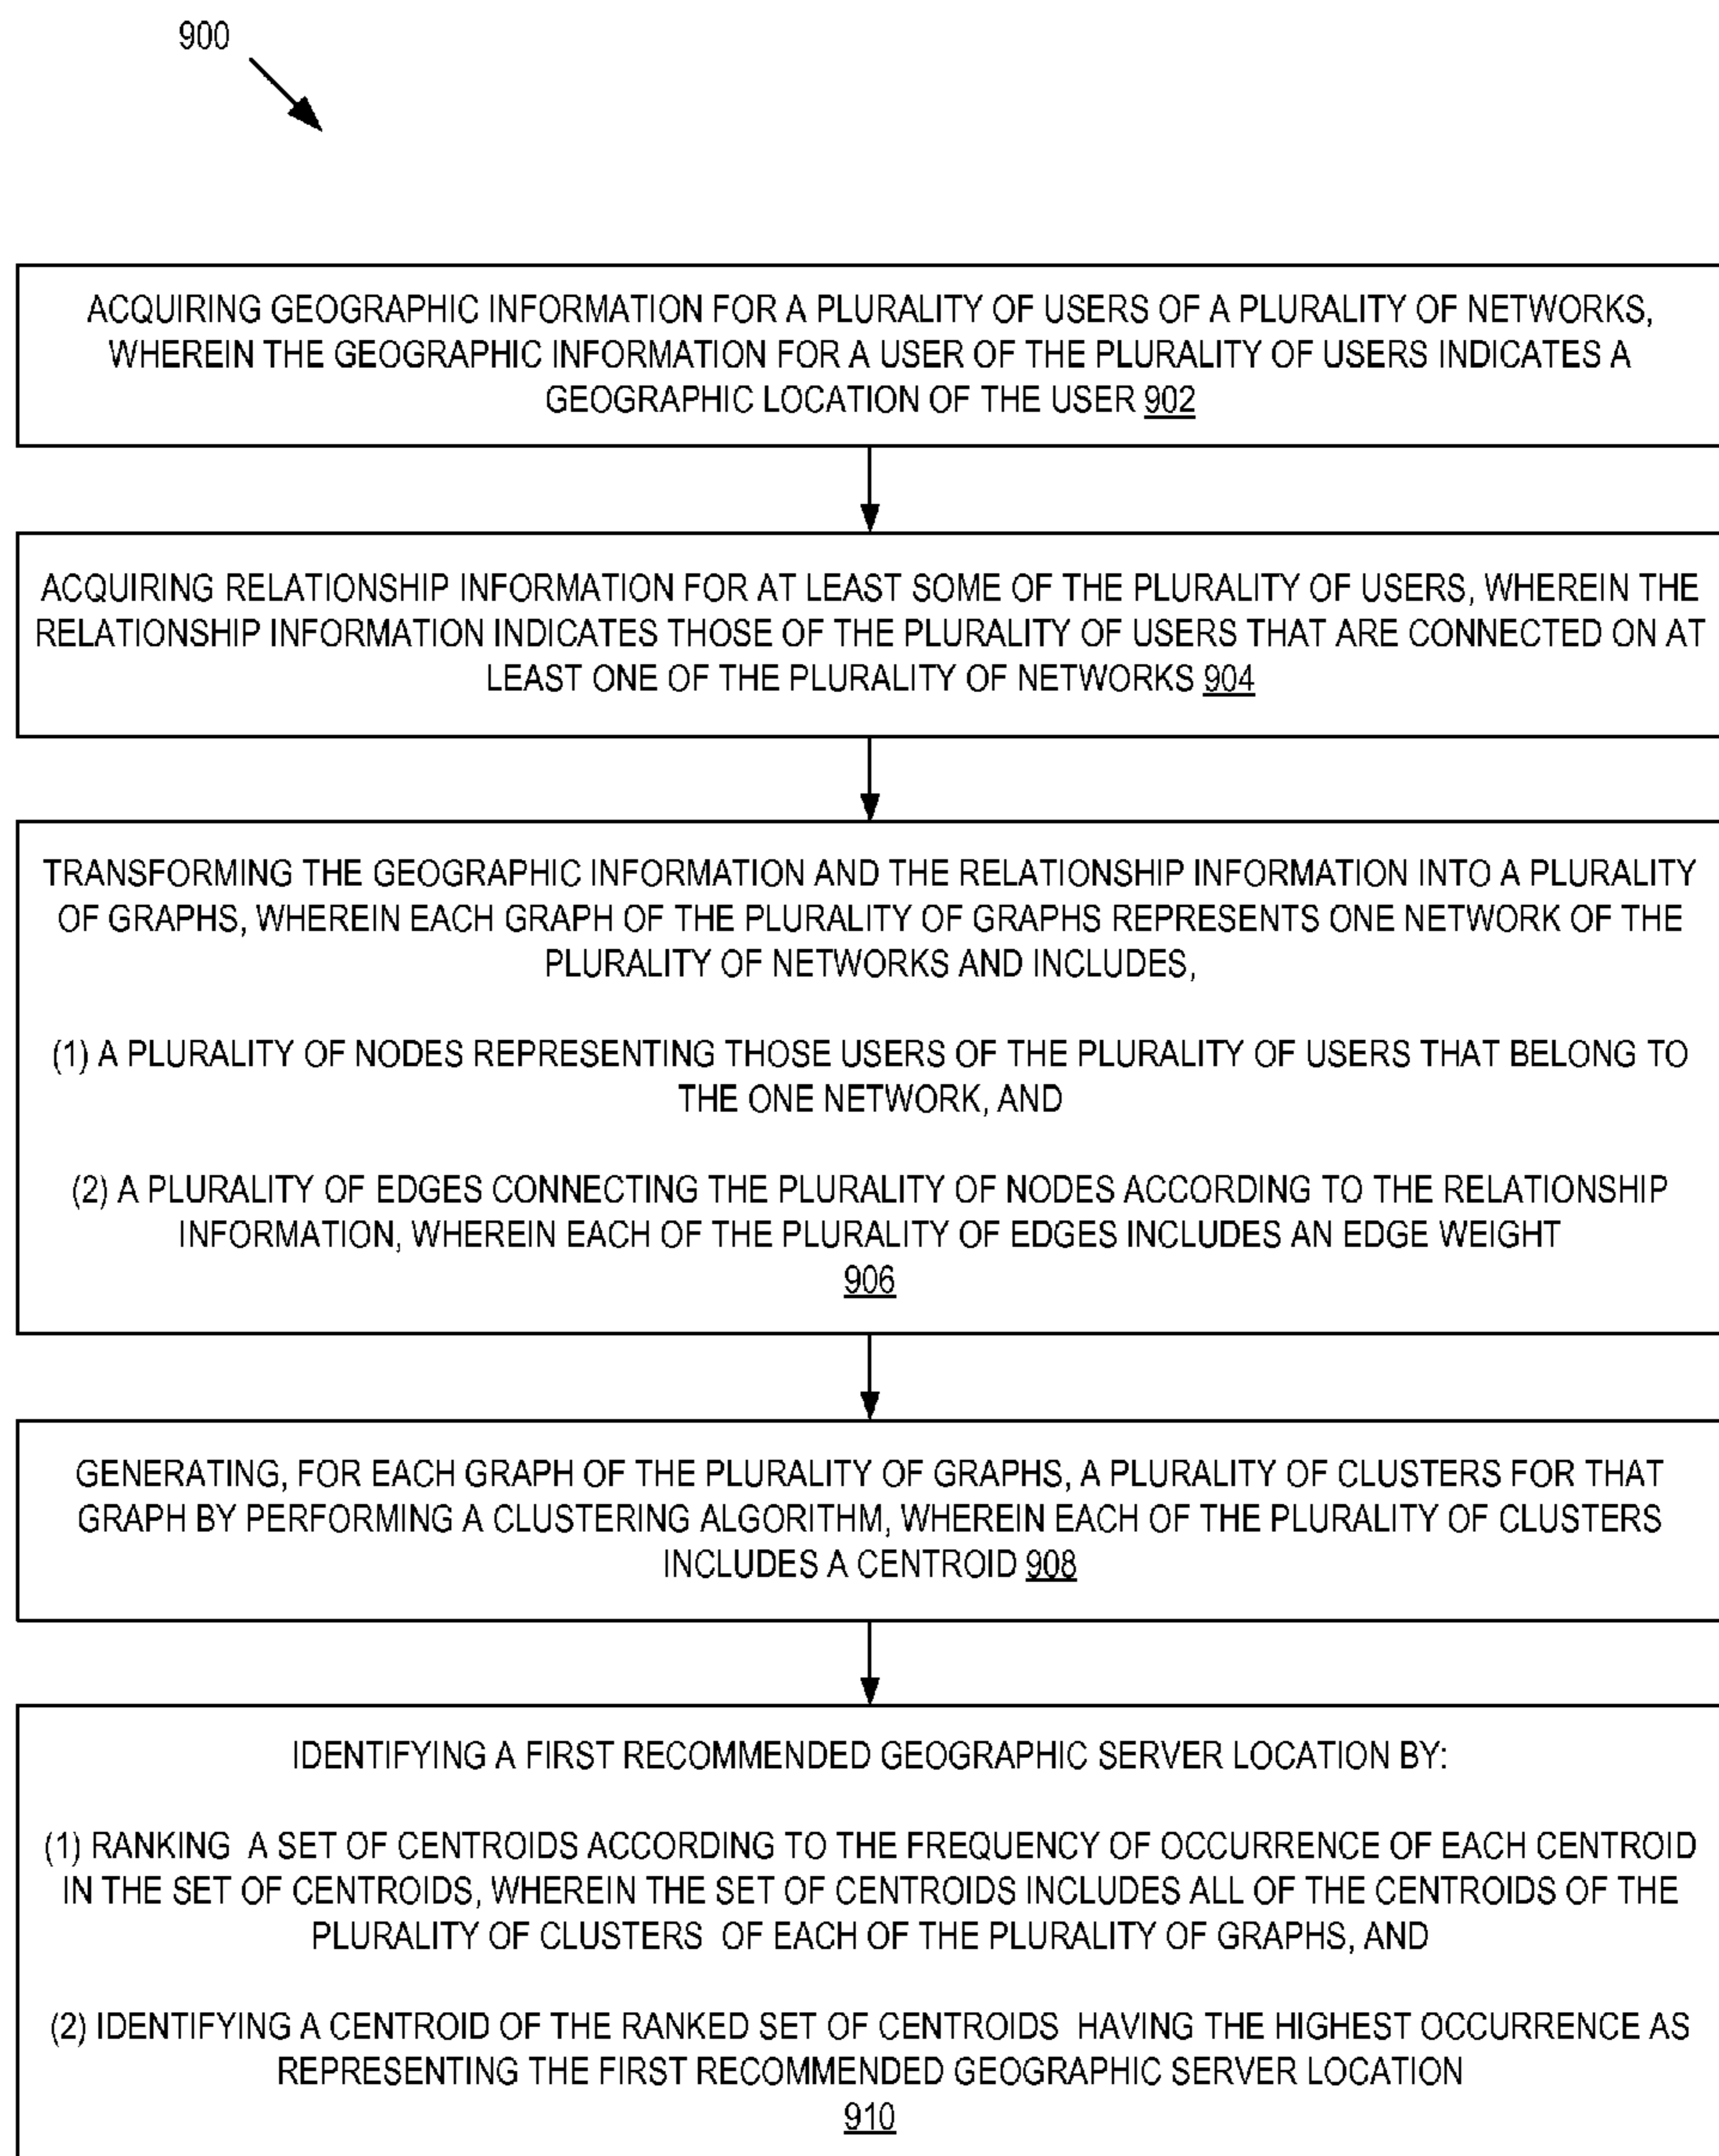 900
ACQUIRING GEOGRAPHIC INFORMATION FOR A PLURALITY OF USERS OF A PLURALITY OF NETWORKS,
WHEREIN THE GEOGRAPHIC INFORMATION FOR A USER OF THE PLURALITY OF USERS INDICATES A
GEOGRAPHIC LOCATION OF THE USER 902
ACQUIRING RELATIONSHIP INFORMATION FOR AT LEAST SOME OF THE PLURALITY OF USERS, WHEREIN THE
RELATIONSHIP INFORMATION INDICATES THOSE OF THE PLURALITY OF USERS THAT ARE CONNECTED ON AT
LEAST ONE OF THE PLURALITY OF NETWORKS 904
TRANSFORMING THE GEOGRAPHIC INFORMATION AND THE RELATIONSHIP INFORMATION INTO A PLURALITY
OF GRAPHS, WHEREIN EACH GRAPH OF THE PLURALITY OF GRAPHS REPRESENTS ONE NETWORK OF THE
PLURALITY OF NETWORKS AND INCLUDES,
(1) A PLURALITY OF NODES REPRESENTING THOSE USERS OF THE PLURALITY OF USERS THAT BELONG TO
THE ONE NETWORK, AND
(2) A PLURALITY OF EDGES CONNECTING THE PLURALITY OF NODES ACCORDING TO THE RELATIONSHIP
INFORMATION, WHEREIN EACH OF THE PLURALITY OF EDGES INCLUDES AN EDGE WEIGHT
906
GENERATING, FOR EACH GRAPH OF THE PLURALITY OF GRAPHS, A PLURALITY OF CLUSTERS FOR THAT
GRAPH BY PERFORMING A CLUSTERING ALGORITHM, WHEREIN EACH OF THE PLURALITY OF CLUSTERS
INCLUDES A CENTROID 908
IDENTIFYING A FIRST RECOMMENDED GEOGRAPHIC SERVER LOCATION BY:
(1) RANKING A SET OF CENTROIDS ACCORDING TO THE FREQUENCY OF OCCURRENCE OF EACH CENTROID
IN THE SET OF CENTROIDS, WHEREIN THE SET OF CENTROIDS INCLUDES ALL OF THE CENTROIDS OF THE
PLURALITY OF CLUSTERS OF EACH OF THE PLURALITY OF GRAPHS, AND
(2) IDENTIFYING A CENTROID OF THE RANKED SET OF CENTROIDS HAVING THE HIGHEST OCCURRENCE AS
REPRESENTING THE FIRST RECOMMENDED GEOGRAPHIC SERVER LOCATION
910